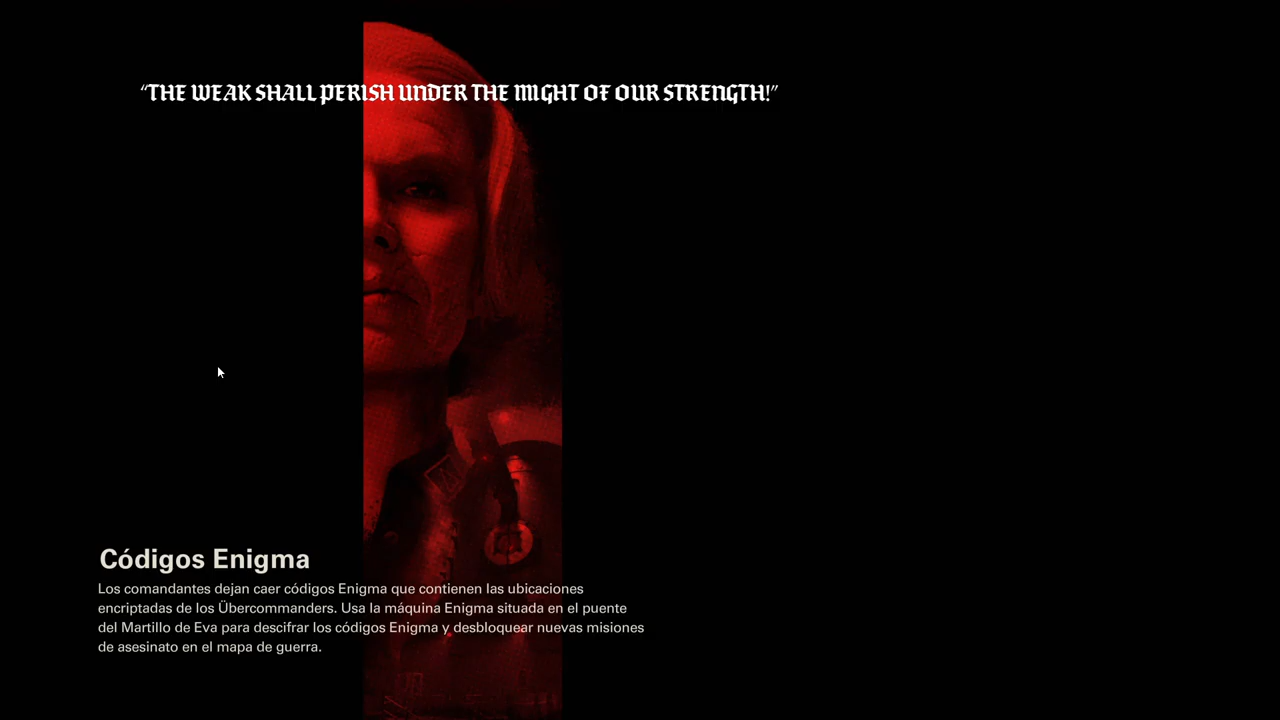 “THE WEAK SHALL PERISH UNDER THE MIGHT OF OUR STRENGTH!”
Códigos Enigma
Los comandantes dejan caer códigos Enigma que contienen las ubicaciones
encriptadas de los Übercommanders. Usa la máquina Enigma situada en el puente
del Martillo de Eva para descifrar los códigos Enigma y desbloquear nuevas misiones
de asesinato en el mapa de guerra.